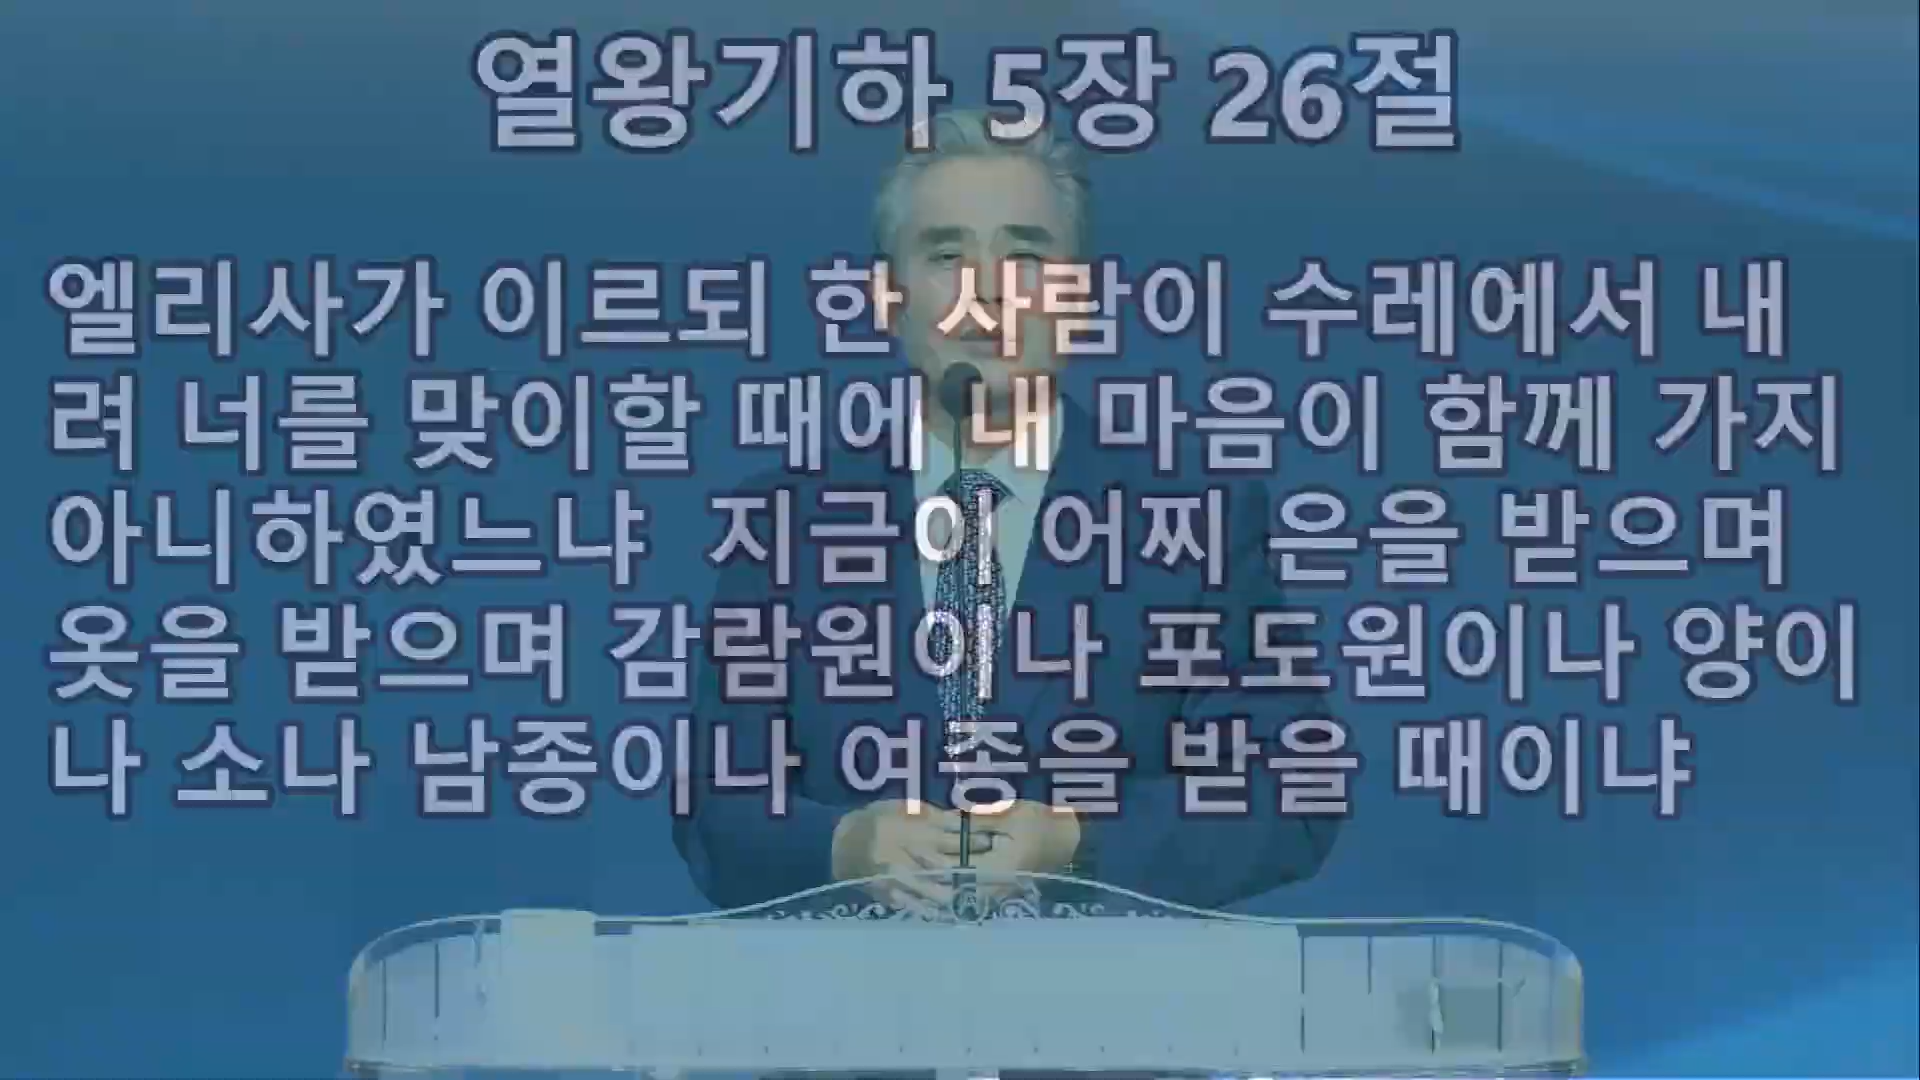 열왕기하 5장 26절
엘리사가 이르되 한 사람이 수레에서 내
려 너를 맞이할 때에 내 마음이 함께 가지
아니하였느냐 지금이 어찌 은을 받으며
옷을 받으며 감람원이나 포도원이나 양이
나 소나 남종이나 여종을 받을 때이냐